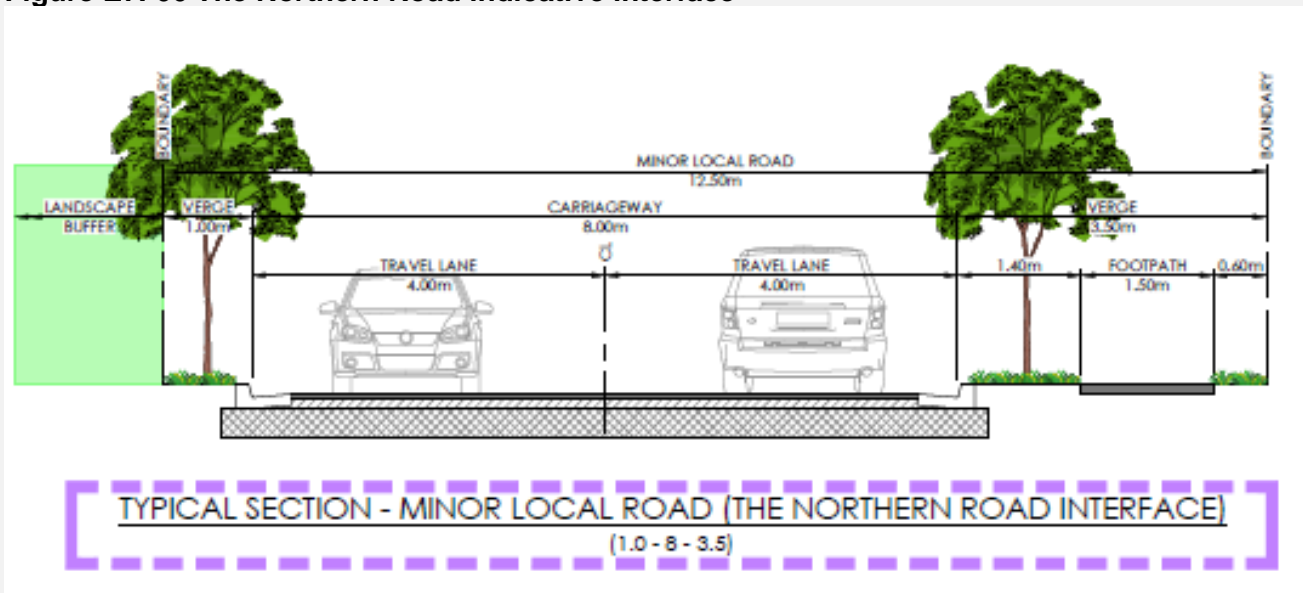 BOUNDARY
BOUNDARY
MINOR LOCAL ROAD
12.50m
LANDSCAPE
BUFFER
VERGE
1.00m
CARRIAGEWAY
8.00m
VERGE
3.50m
TRAVEL LANE
4.00m
TRAVEL LANE
4.00m
1.40m
FOOTPATH
1.50m
0.60m
TYPICAL SECTION - MINOR LOCAL ROAD (THE NORTHERN ROAD INTERFACE)
(1.0 - 8 - 3.5)